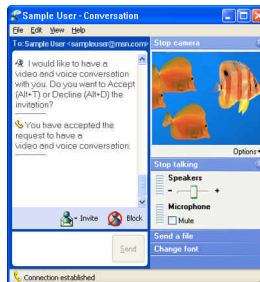 Sample User - Conversation
File Edit View Help
To: Sample User <sampleuser@msn.com>
Stop camera
I would like to have a
video and voice conversation
with you. Do you want to Accept
(Alt+T) or Decline (Alt+D) the
invitation?
You have accepted the
request to have a
video and voice conversation.
Options
Stop talking
Speakers
- +
Microphone
Mute
Invite Block
Send
Send a file
Change font
Connection established